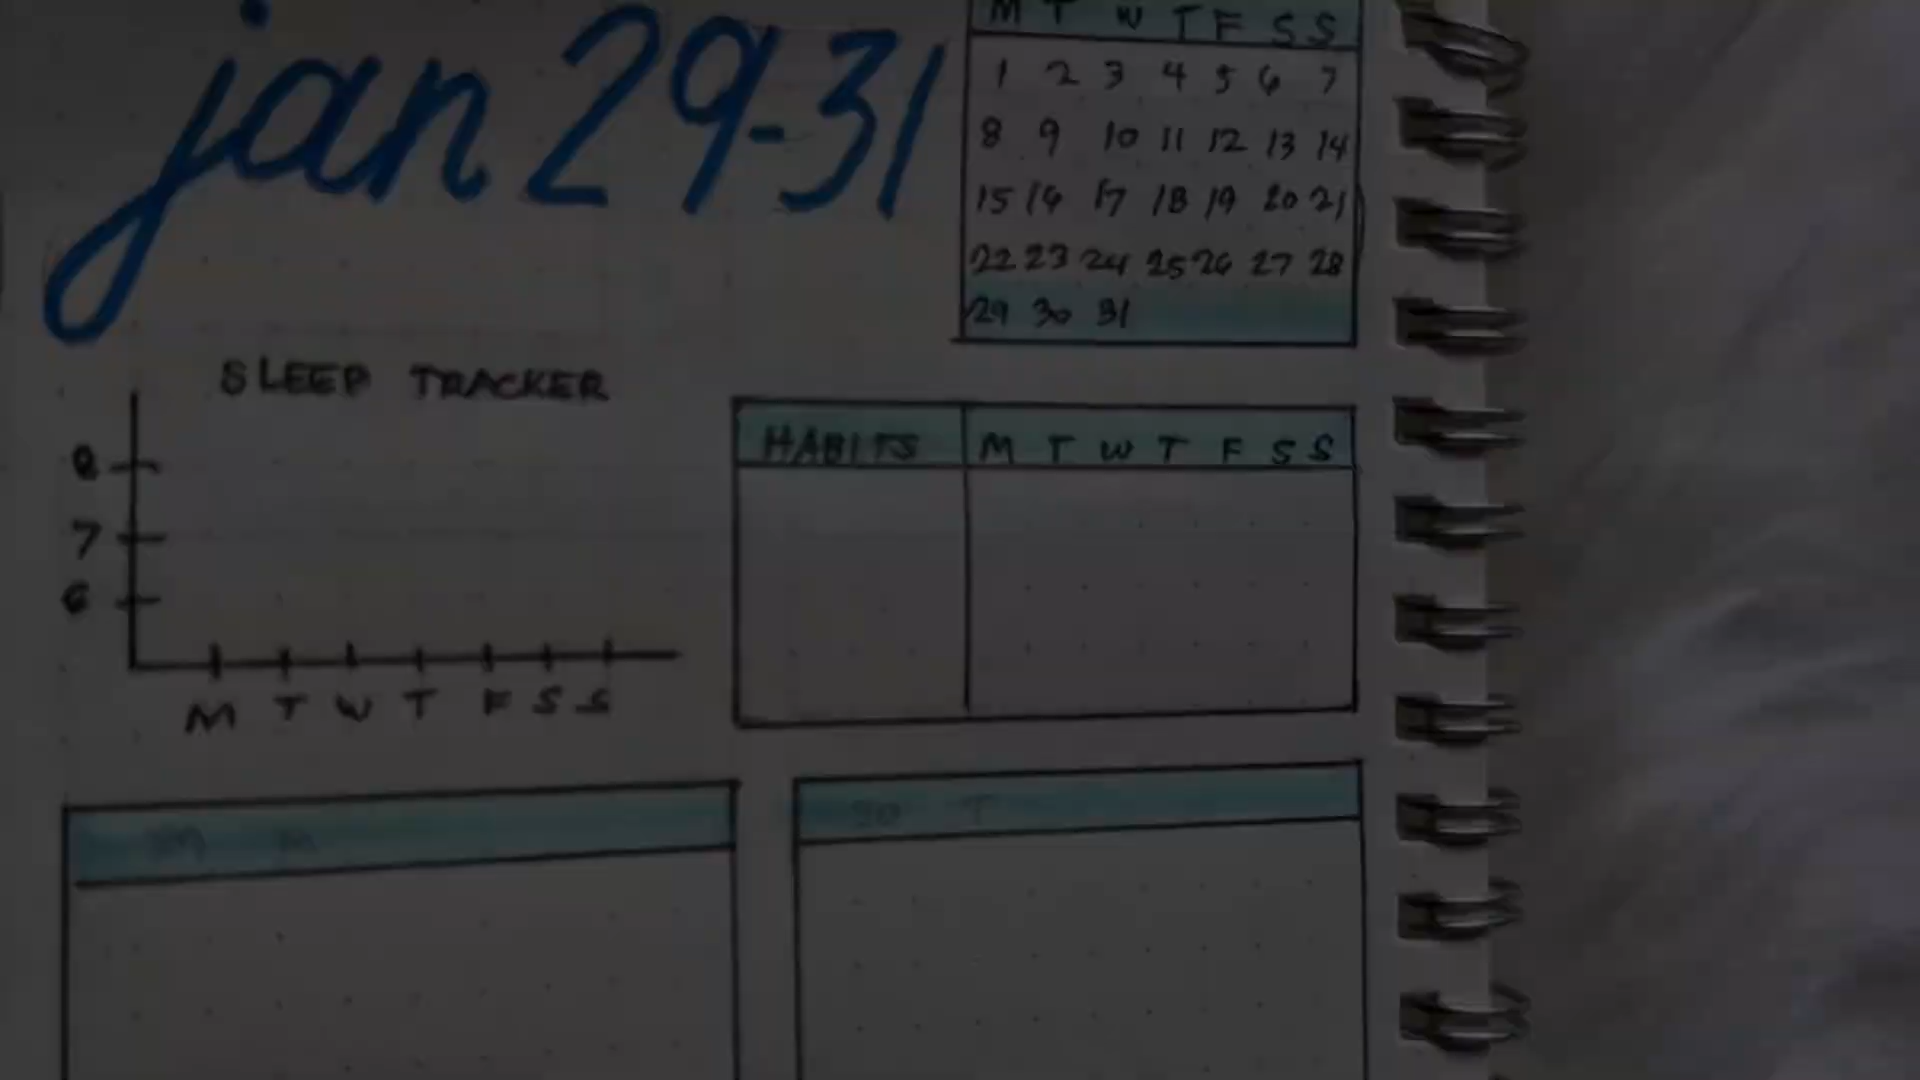 jan 29-31
M T W T F S S
1 2 3 4 5 6 7
8 9 10 11 12 13 14
15 16 17 18 19 20 21
22 23 24 25 26 27 28
29 30 31
SLEEP TRACKER
8
7
6
M T W T F S S
HABITS M T W T F S S
30 T